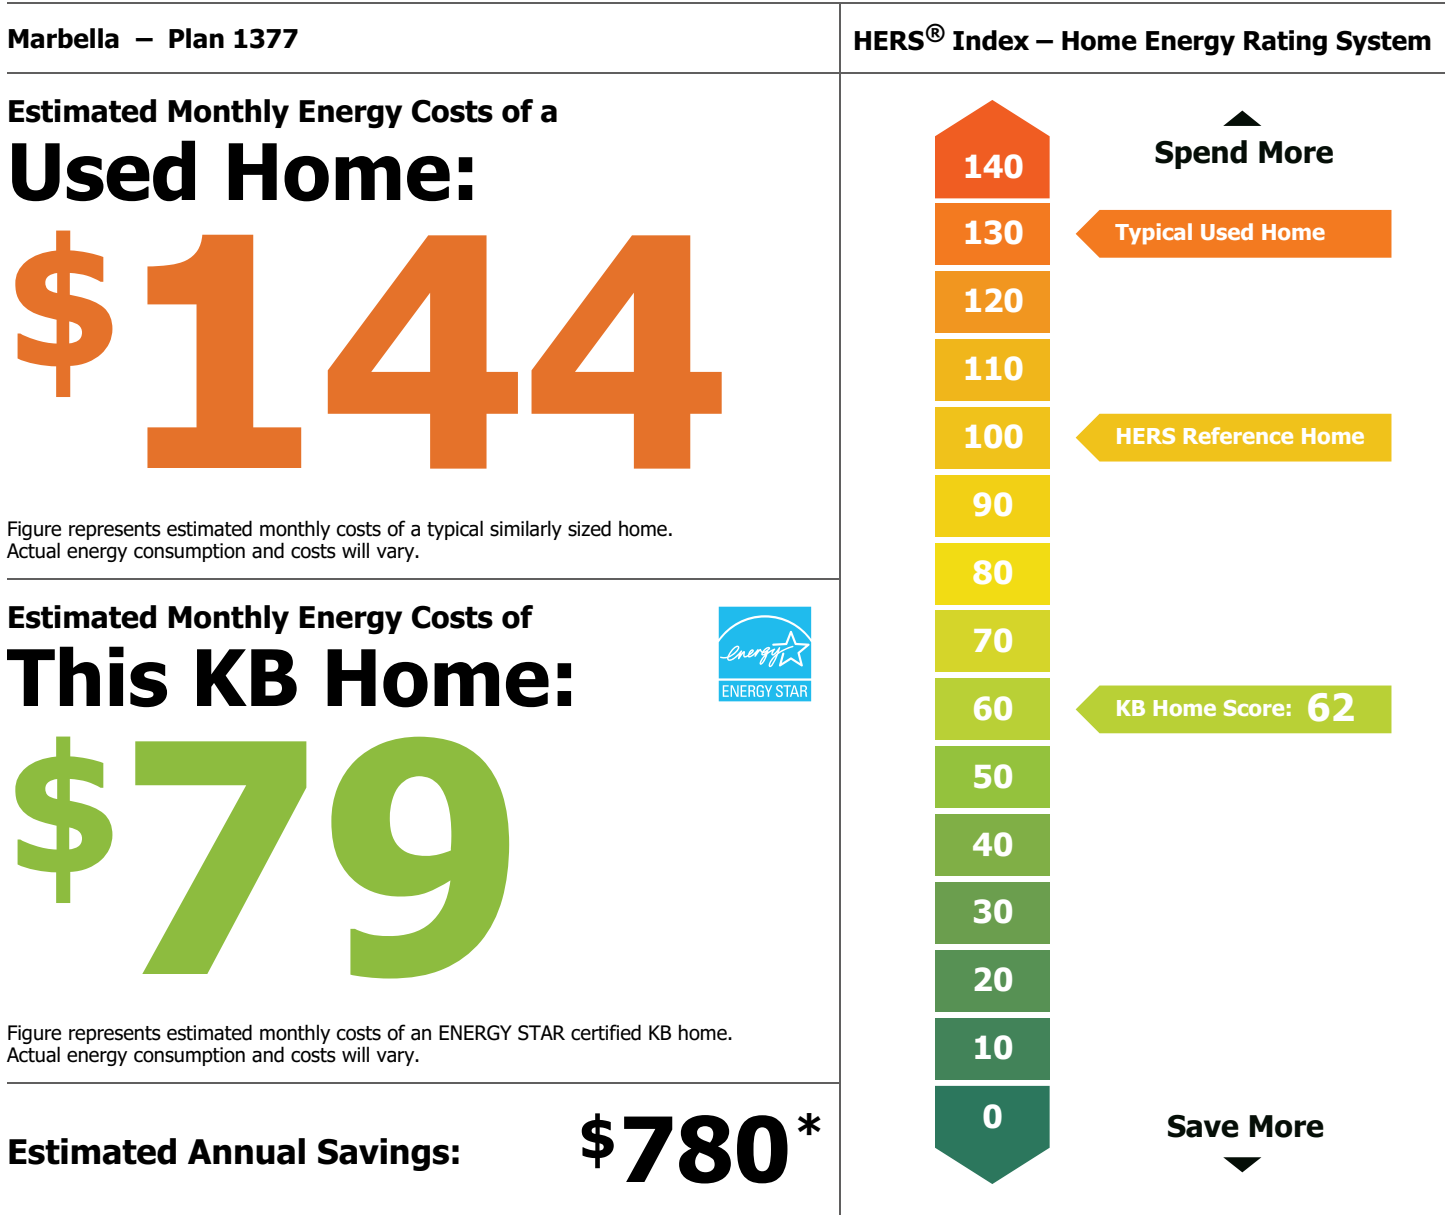 Marbella – Plan 1377
Estimated Monthly Energy Costs of a
Used Home:
$144
Figure represents estimated monthly costs of a typical similarly sized home.
Actual energy consumption and costs will vary.
Estimated Monthly Energy Costs of
This KB Home:
energy
ENERGY STAR
$79
Figure represents estimated monthly costs of an ENERGY STAR certified KB home.
Actual energy consumption and costs will vary.
Estimated Annual Savings: $780*
HERS® Index – Home Energy Rating System
Spend More
140
130 Typical Used Home
120
110
100 HERS Reference Home
90
80
70
60 KB Home Score: 62
50
40
30
20
10
0
Save More